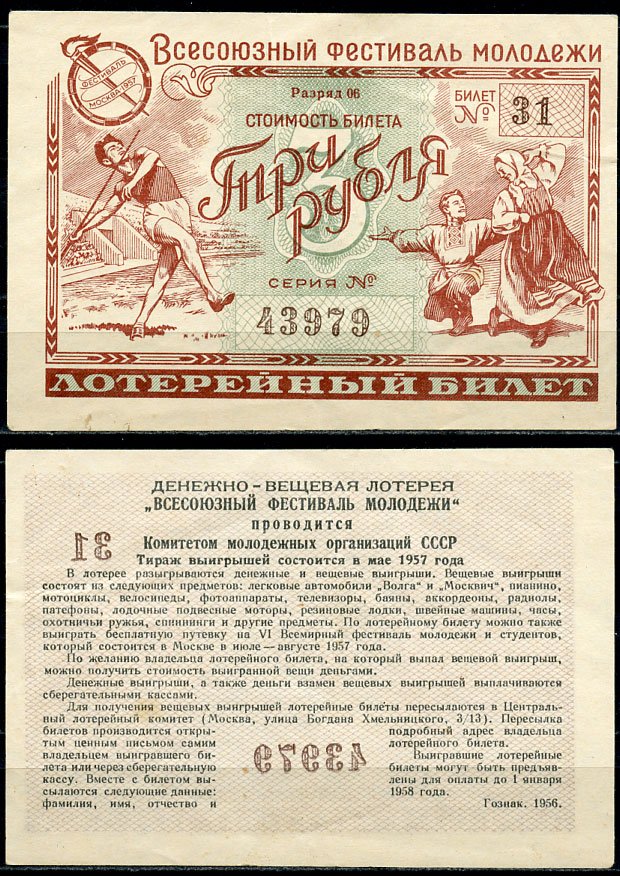 ФЕСТИВАЛЬ
МОСКВА 1957
Всесоюзный фестиваль молодежи
Разряд 06
СТОИМОСТЬ БИЛЕТА
БИЛЕТ
№
31
3
Три
рубля
СЕРИЯ №
43979
ЛОТЕРЕЙНЫЙ БИЛЕТ
ДЕНЕЖНО-ВЕЩЕВАЯ ЛОТЕРЕЯ
„ВСЕСОЮЗНЫЙ ФЕСТИВАЛЬ МОЛОДЕЖИ“
проводится
31
Комитетом молодежных организаций СССР
Тираж выигрышей состоится в мае 1957 года
В лотерее разыгрываются денежные и вещевые выигрыши. Вещевые выигрыши
состоят из следующих предметов: легковые автомобили „Волга“ и „Москвич“, пианино,
мотоциклы, велосипеды, фотоаппараты, телевизоры, баяны, аккордеоны, радиолы,
патефоны, лодочные подвесные моторы, резиновые лодки, швейные машины, часы,
охотничьи ружья, спиннинги и другие предметы. По лотерейному билету можно также
выиграть бесплатную путевку на VI Всемирный фестиваль молодежи и студентов,
который состоится в Москве в июле—августе 1957 года.
По желанию владельца лотерейного билета, на который выпал вещевой выигрыш,
можно получить стоимость выигранной вещи деньгами.
Денежные выигрыши, а также деньги взамен вещевых выигрышей выплачиваются
сберегательными кассами.
Для получения вещевых выигрышей лотерейные билеты пересылаются в Централь-
ный лотерейный комитет (Москва, улица Богдана Хмельницкого, 3/13). Пересылка
билетов производится откры-
тым ценным письмом самим
владельцем выигравшего би-
лета или через сберегательную
кассу. Вместе с билетом вы-
сылаются следующие данные:
фамилия, имя, отчество и
43979
подробный адрес владельца
лотерейного билета.
Выигравшие лотерейные
билеты могут быть предъяв-
лены для оплаты до 1 января
1958 года.
Гознак. 1956.